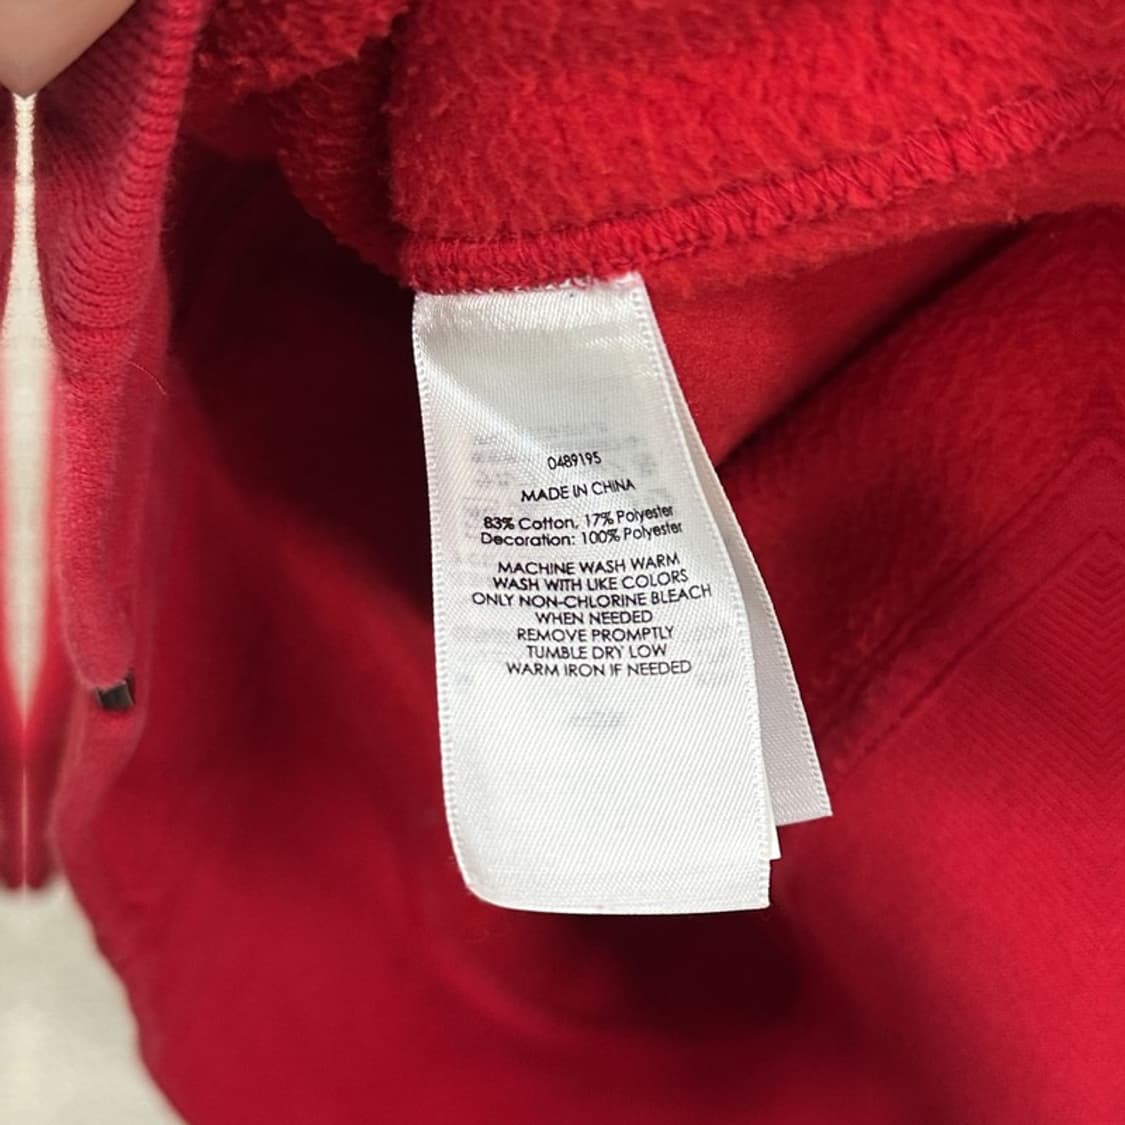 0489195
MADE IN CHINA
83% Cotton, 17% Polyester
Decoration: 100% Polyester
MACHINE WASH WARM
WASH WITH LIKE COLORS
ONLY NON-CHLORINE BLEACH
WHEN NEEDED
REMOVE PROMPTLY
TUMBLE DRY LOW
WARM IRON IF NEEDED